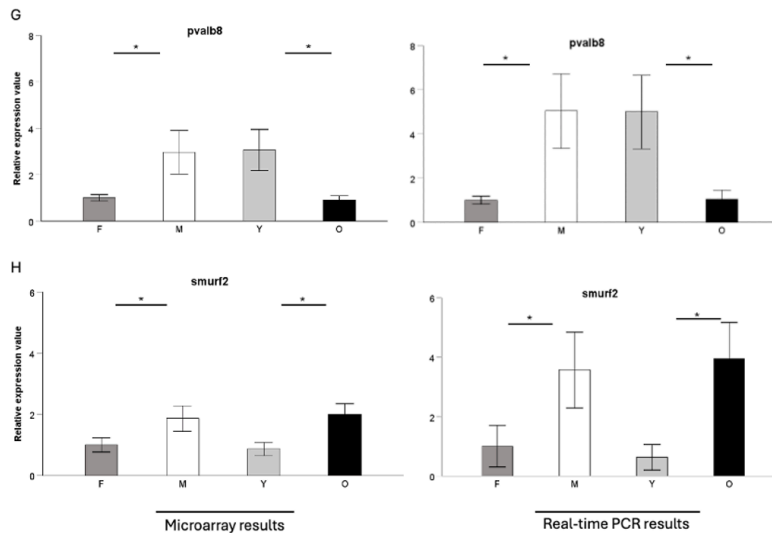 G
pvalb8
Relative expression value
8
6
4
2
0
*
*
F M Y O
pvalb8
8
6
4
2
0
*
*
F M Y O
H
smurf2
Relative expression value
6
4
2
0
*
*
F M Y O
smurf2
6
4
2
0
*
*
F M Y O
Microarray results
Real-time PCR results